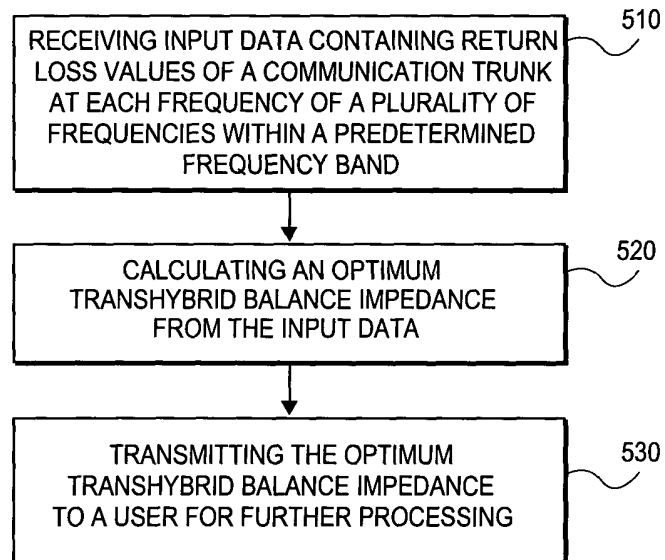 510
RECEIVING INPUT DATA CONTAINING RETURN
LOSS VALUES OF A COMMUNICATION TRUNK
AT EACH FREQUENCY OF A PLURALITY OF
FREQUENCIES WITHIN A PREDETERMINED
FREQUENCY BAND
520
CALCULATING AN OPTIMUM
TRANSHYBRID BALANCE IMPEDANCE
FROM THE INPUT DATA
530
TRANSMITTING THE OPTIMUM
TRANSHYBRID BALANCE IMPEDANCE
TO A USER FOR FURTHER PROCESSING